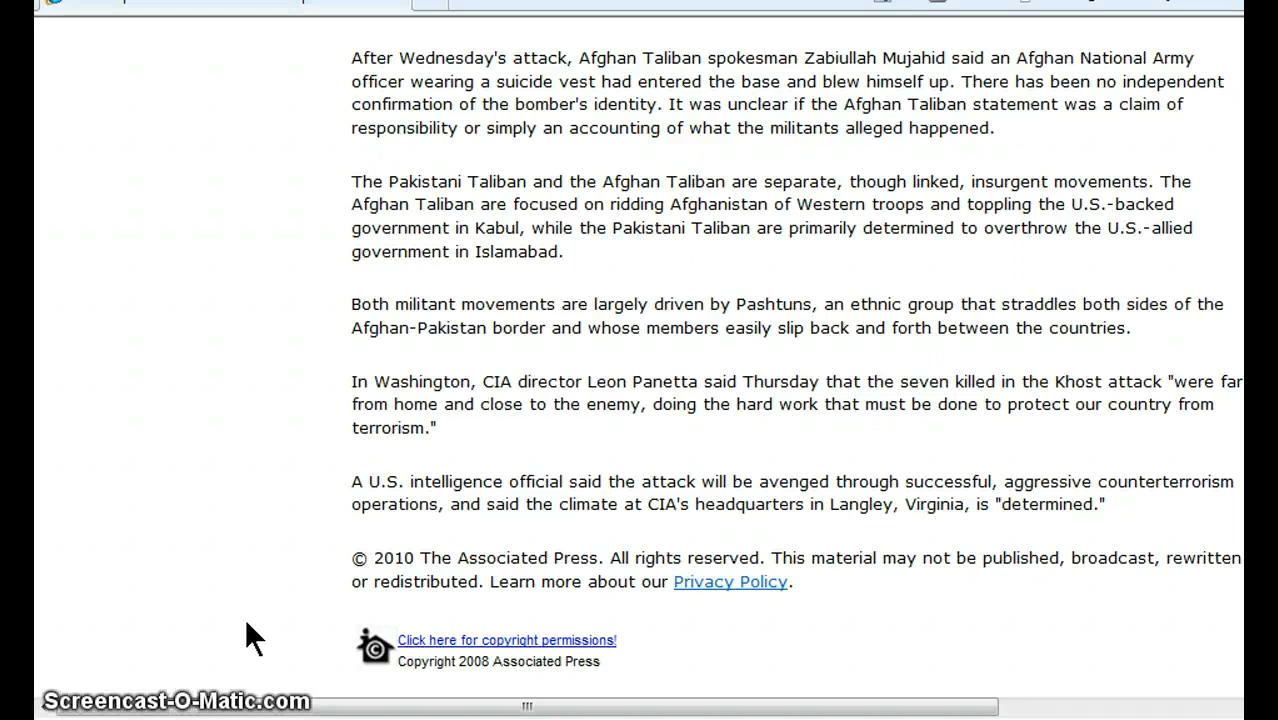 After Wednesday's attack, Afghan Taliban spokesman Zabiullah Mujahid said an Afghan National Army
officer wearing a suicide vest had entered the base and blew himself up. There has been no independent
confirmation of the bomber's identity. It was unclear if the Afghan Taliban statement was a claim of
responsibility or simply an accounting of what the militants alleged happened.
The Pakistani Taliban and the Afghan Taliban are separate, though linked, insurgent movements. The
Afghan Taliban are focused on ridding Afghanistan of Western troops and toppling the U.S.-backed
government in Kabul, while the Pakistani Taliban are primarily determined to overthrow the U.S.-allied
government in Islamabad.
Both militant movements are largely driven by Pashtuns, an ethnic group that straddles both sides of the
Afghan-Pakistan border and whose members easily slip back and forth between the countries.
In Washington, CIA director Leon Panetta said Thursday that the seven killed in the Khost attack "were far
from home and close to the enemy, doing the hard work that must be done to protect our country from
terrorism."
A U.S. intelligence official said the attack will be avenged through successful, aggressive counterterrorism
operations, and said the climate at CIA's headquarters in Langley, Virginia, is "determined."
© 2010 The Associated Press. All rights reserved. This material may not be published, broadcast, rewritten
or redistributed. Learn more about our Privacy Policy.
Click here for copyright permissions!
Copyright 2008 Associated Press
Screencast-O-Matic.com